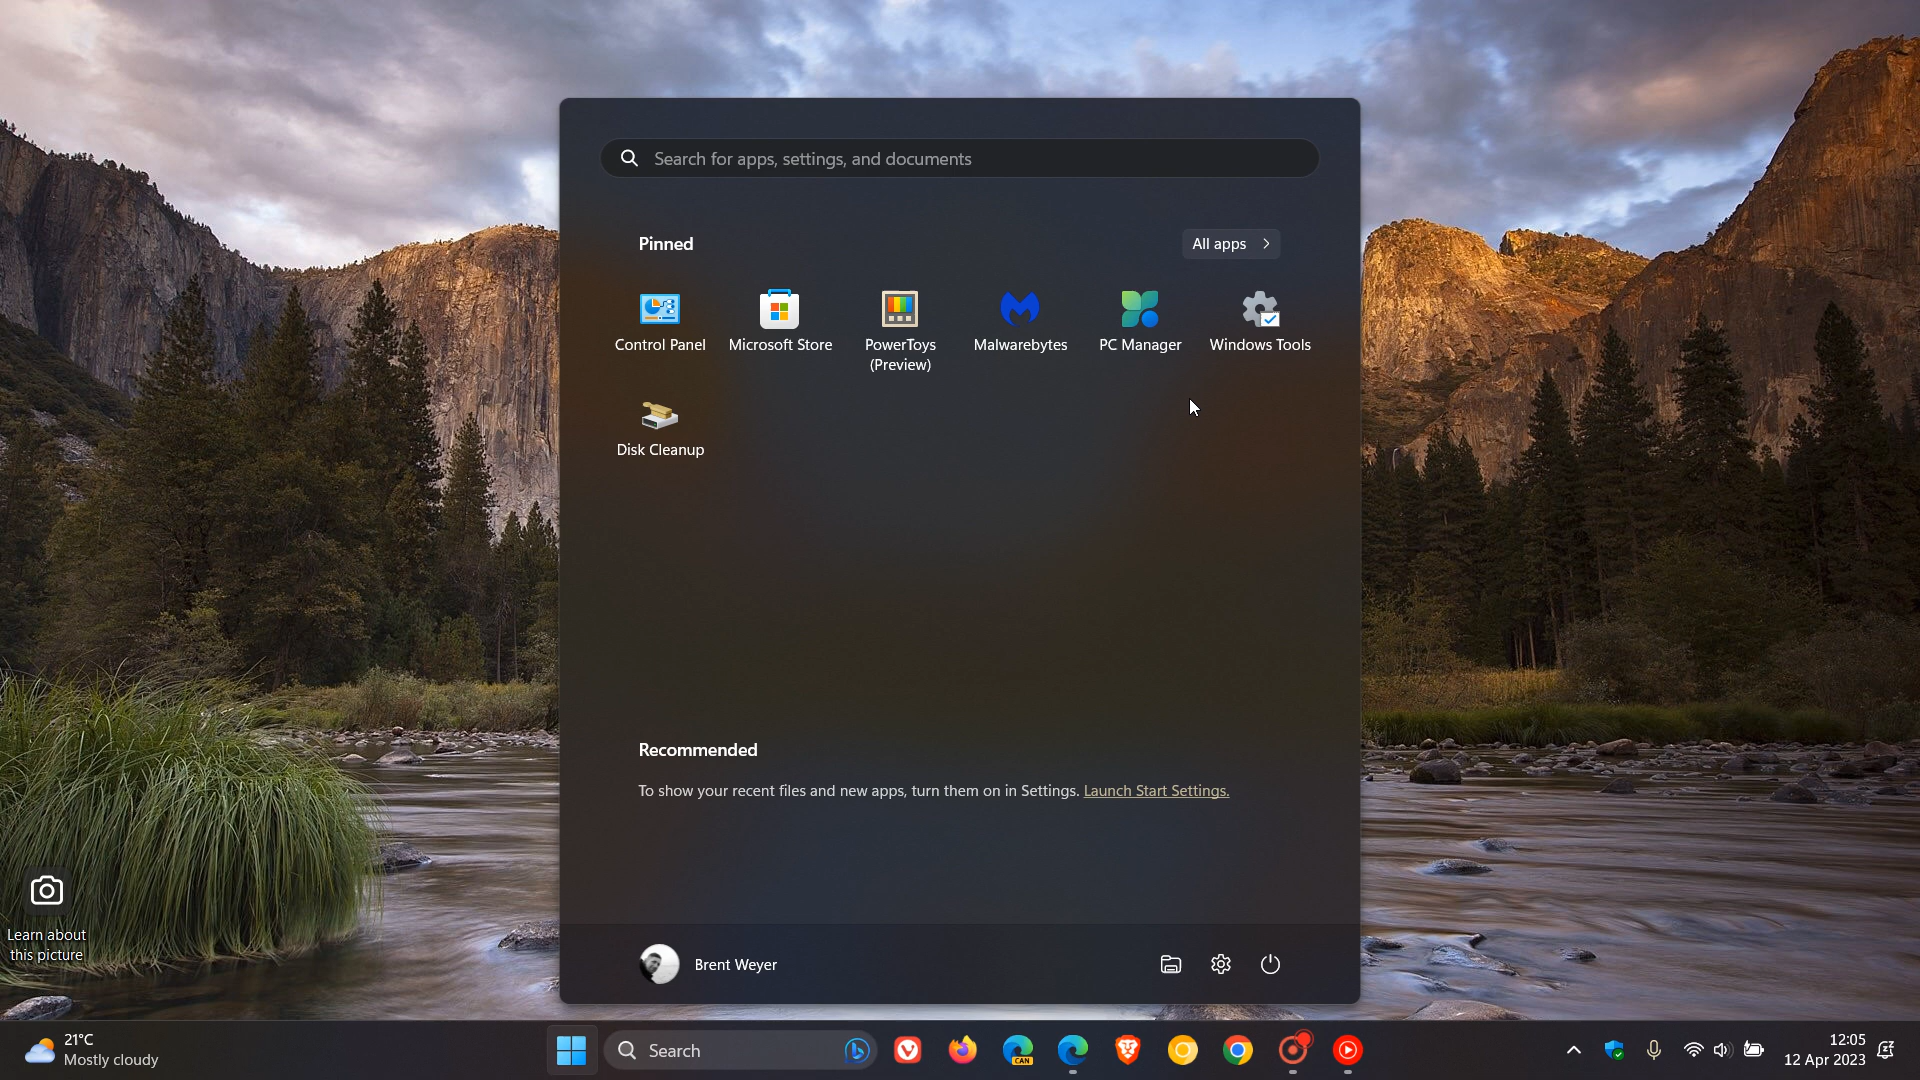 Search for apps, settings, and documents
Pinned
All apps
Control Panel
Microsoft Store
PowerToys
(Preview)
Malwarebytes
PC Manager
Windows Tools
Disk Cleanup
Recommended
To show your recent files and new apps, turn them on in Settings. Launch Start Settings.
Learn about
this picture
Brent Weyer
21°C
Mostly cloudy
Search
CAN
12:05
12 Apr 2023